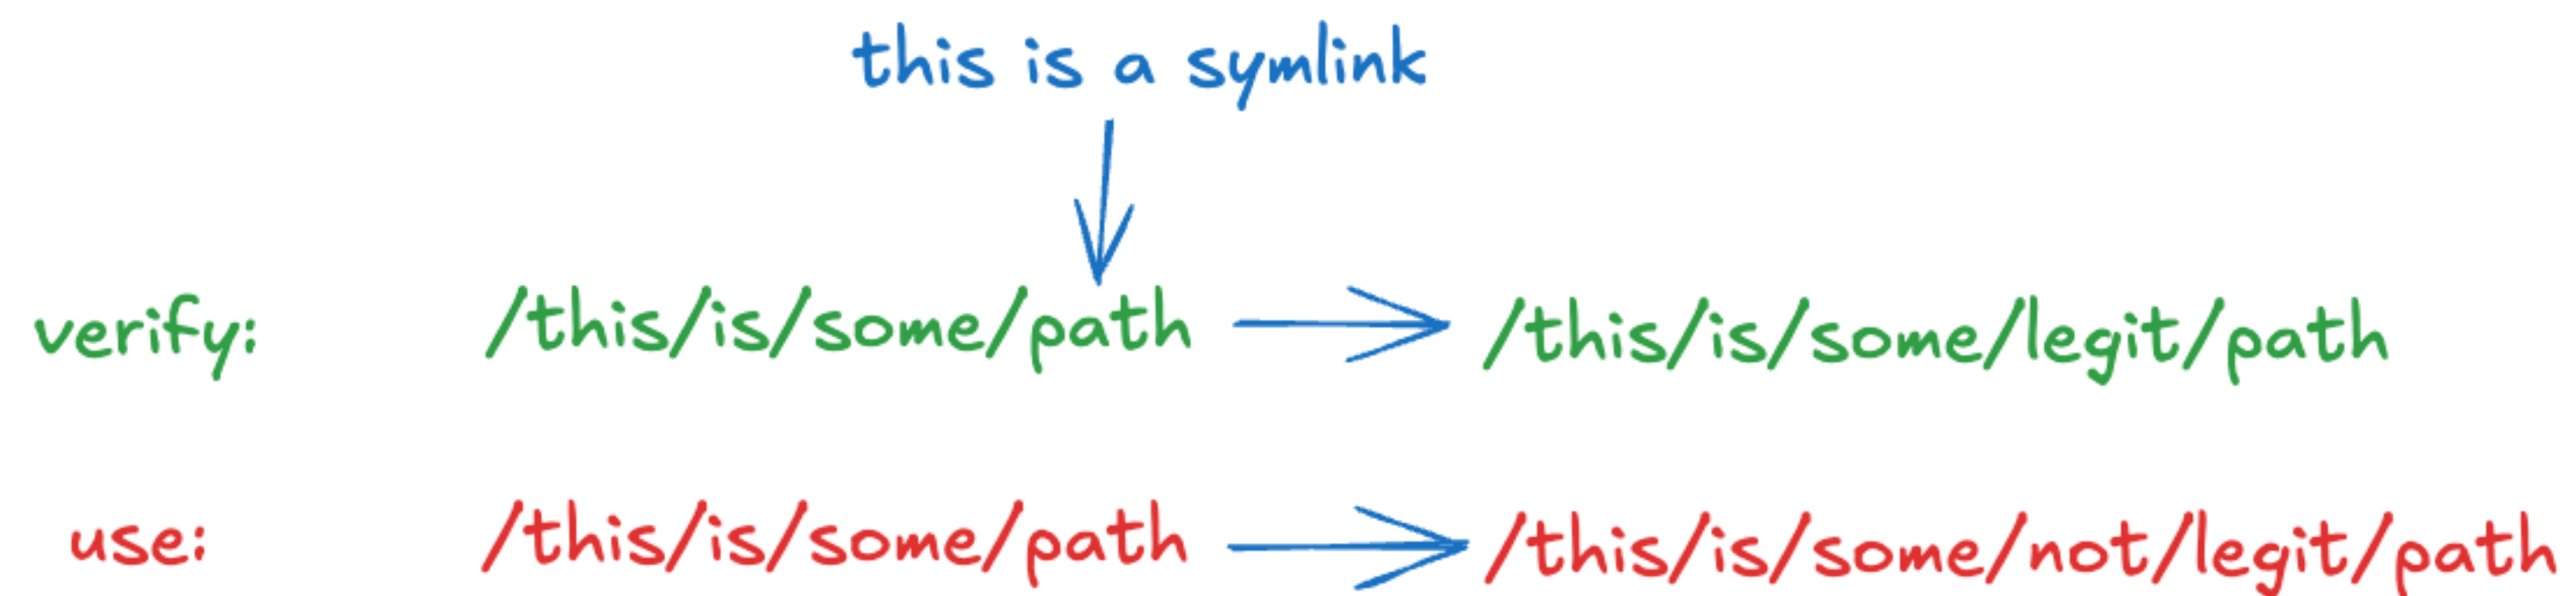 this is a symlink
verify: /this/is/some/path → /this/is/some/legit/path
use: /this/is/some/path → /this/is/some/not/legit/path